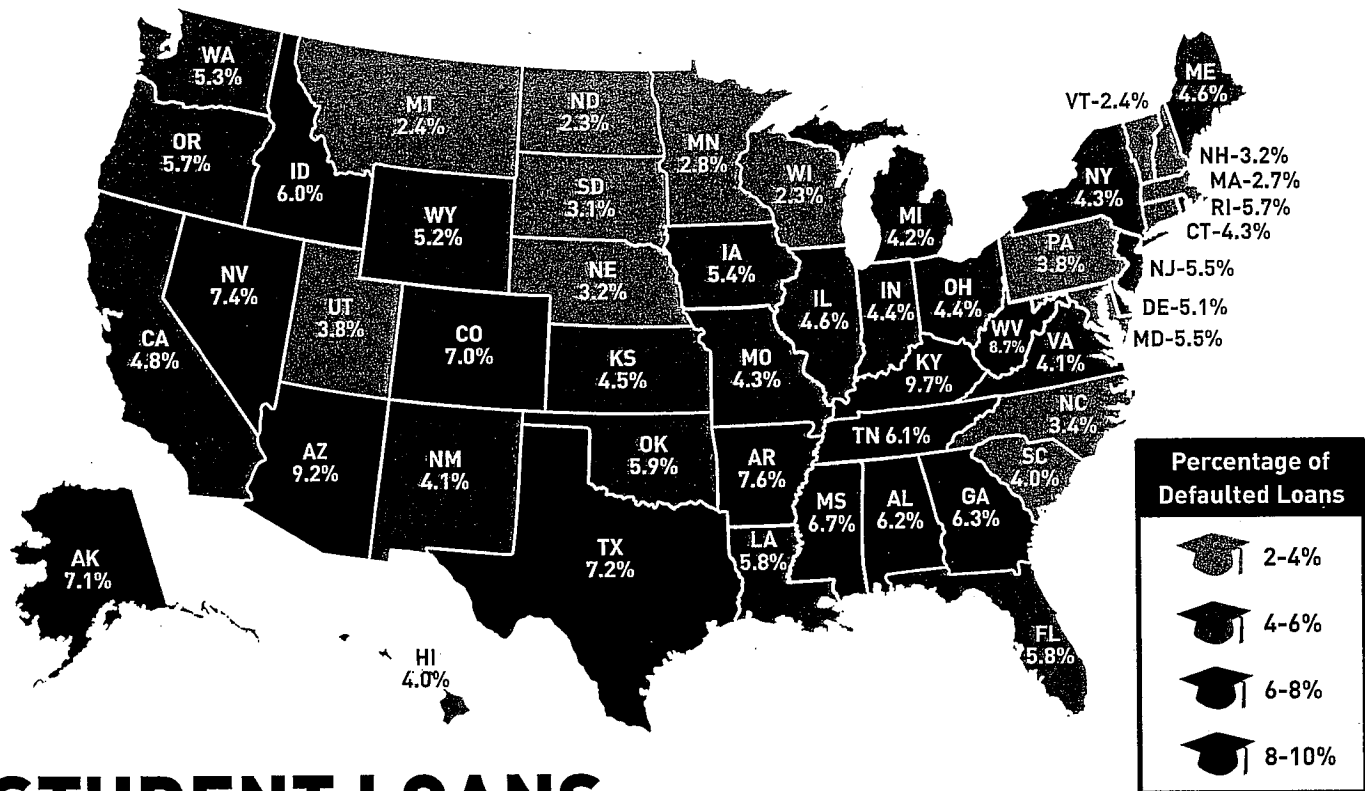 WA
5.3%
MT
2.4%
ND
2.3%
MN
2.8%
VT-2.4%
ME
4.6%
OR
5.7%
ID
6.0%
SD
3.1%
WI
2.3%
NH-3.2%
MA-2.7%
RI-5.7%
CT-4.3%
NY
4.3%
WY
5.2%
MI
4.2%
IA
5.4%
PA
3.8%
NJ-5.5%
DE-5.1%
MD-5.5%
NV
7.4%
UT
3.8%
NE
3.2%
IL
4.6%
IN
4.4%
OH
4.4%
WV
8.7%
VA
4.1%
CA
4.8%
CO
7.0%
KS
4.5%
MO
4.3%
KY
9.7%
NC
3.4%
TN 6.1%
SC
4.0%
AZ
9.2%
NM
4.1%
OK
5.9%
AR
7.6%
MS
6.7%
AL
6.2%
GA
6.3%
TX
7.2%
LA
5.8%
FL
5.8%
AK
7.1%
HI
4.0%
Percentage of
Defaulted Loans
2-4%
4-6%
6-8%
8-10%
STUDENT LOANS